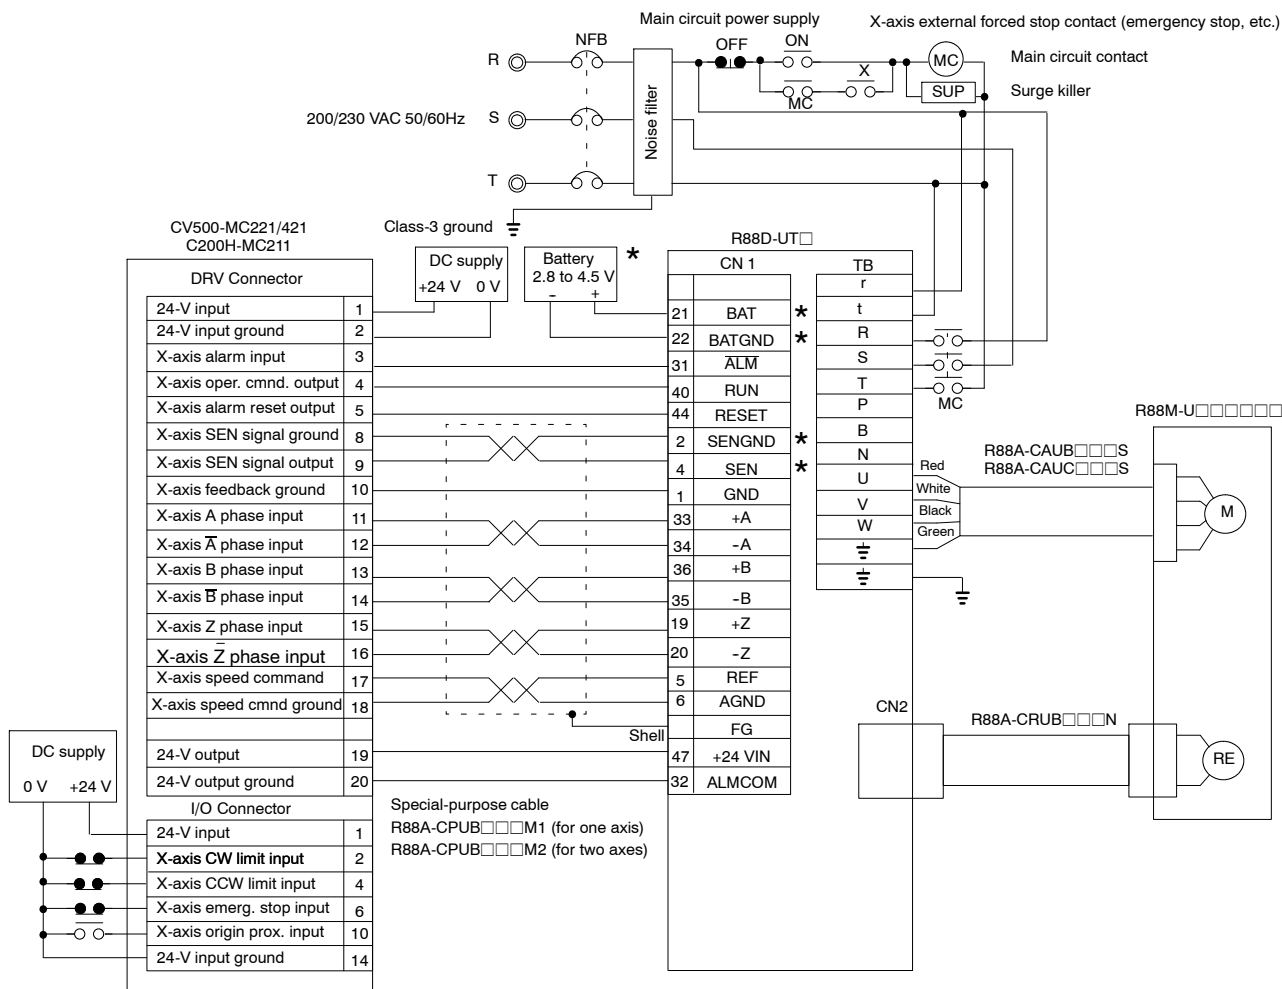 Main circuit power supply
X-axis external forced stop contact (emergency stop, etc.)
NFB
OFF
ON
R
MC
Main circuit contact
X
MC
SUP
Surge killer
Noise filter
200/230 VAC 50/60Hz
S
T
Class-3 ground
CV500-MC221/421
C200H-MC211
DRV Connector
24-V input 1
24-V input ground 2
X-axis alarm input 3
X-axis oper. cmnd. output 4
X-axis alarm reset output 5
X-axis SEN signal ground 8
X-axis SEN signal output 9
X-axis feedback ground 10
X-axis A phase input 11
X-axis A̅ phase input 12
X-axis B phase input 13
X-axis B̅ phase input 14
X-axis Z phase input 15
X-axis Z̅ phase input 16
X-axis speed command 17
X-axis speed cmnd ground 18
24-V output 19
24-V output ground 20
I/O Connector
24-V input 1
X-axis CW limit input 2
X-axis CCW limit input 4
X-axis emerg. stop input 6
X-axis origin prox. input 10
24-V input ground 14
DC supply
0 V +24 V
DC supply
+24 V 0 V
Battery
2.8 to 4.5 V
- +
*
R88D-UT□
CN 1
21 BAT *
22 BATGND *
31 A̅L̅M̅
40 RUN
44 RESET
2 SENGND *
4 SEN *
1 GND
33 +A
34 -A
36 +B
35 -B
19 +Z
20 -Z
5 REF
6 AGND
Shell FG
47 +24 VIN
32 ALMCOM
TB
r
t
R
S
T
P
B
N
U
V
W
MC
Red
White
Black
Green
R88A-CAUB□□□S
R88A-CAUC□□□S
R88M-U□□□□□□
M
CN2
R88A-CRUB□□□N
RE
Special-purpose cable
R88A-CPUB□□□M1 (for one axis)
R88A-CPUB□□□M2 (for two axes)